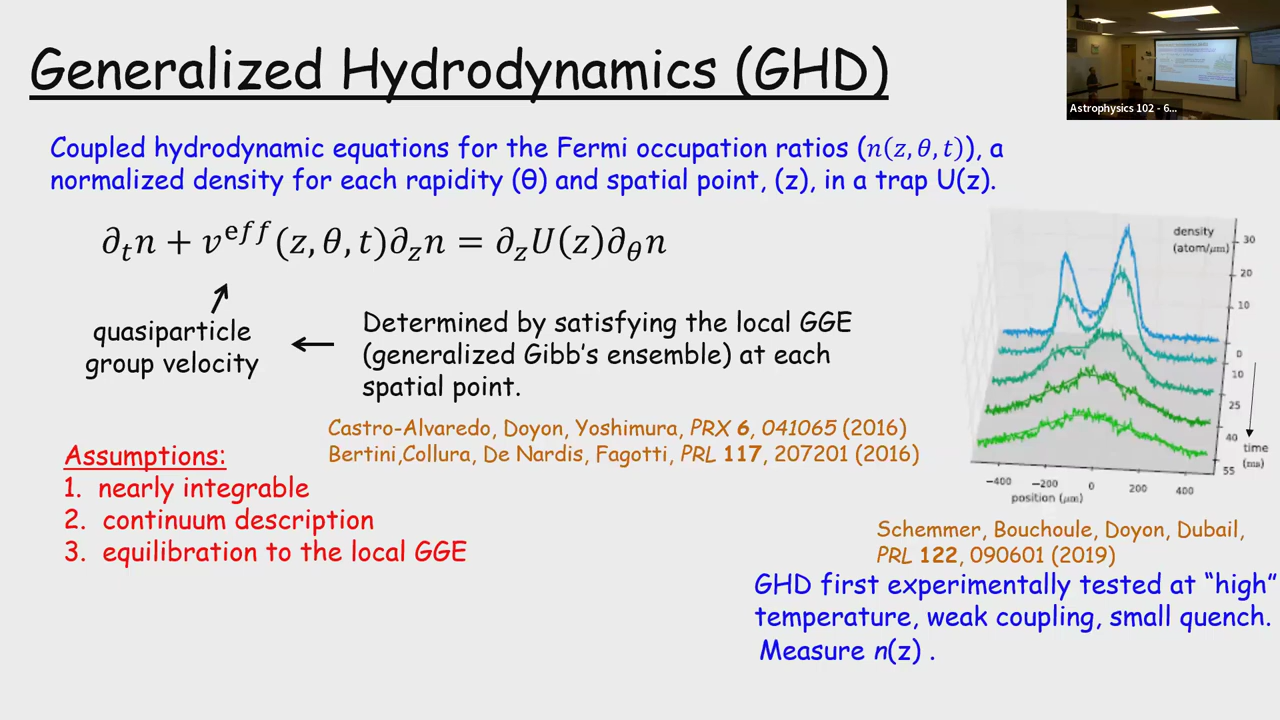 Generalized Hydrodynamics (GHD)
Astrophysics 102 - 6...
Coupled hydrodynamic equations for the Fermi occupation ratios (n(z, θ, t)), a
normalized density for each rapidity (θ) and spatial point, (z), in a trap U(z).
∂ₜn + vᵉᶠᶠ(z, θ, t)∂_z n = ∂_z U(z)∂_θ n
quasiparticle
group velocity
Determined by satisfying the local GGE
(generalized Gibb's ensemble) at each
spatial point.
Castro-Alvaredo, Doyon, Yoshimura, PRX 6, 041065 (2016)
Bertini,Collura, De Nardis, Fagotti, PRL 117, 207201 (2016)
Assumptions:
1. nearly integrable
2. continuum description
3. equilibration to the local GGE
density
(atom/μm)
30
20
10
0
10
25
40
55
time
(ms)
−400 −200 0 200 400
position (μm)
Schemmer, Bouchoule, Doyon, Dubail,
PRL 122, 090601 (2019)
GHD first experimentally tested at “high”
temperature, weak coupling, small quench.
Measure n(z) .